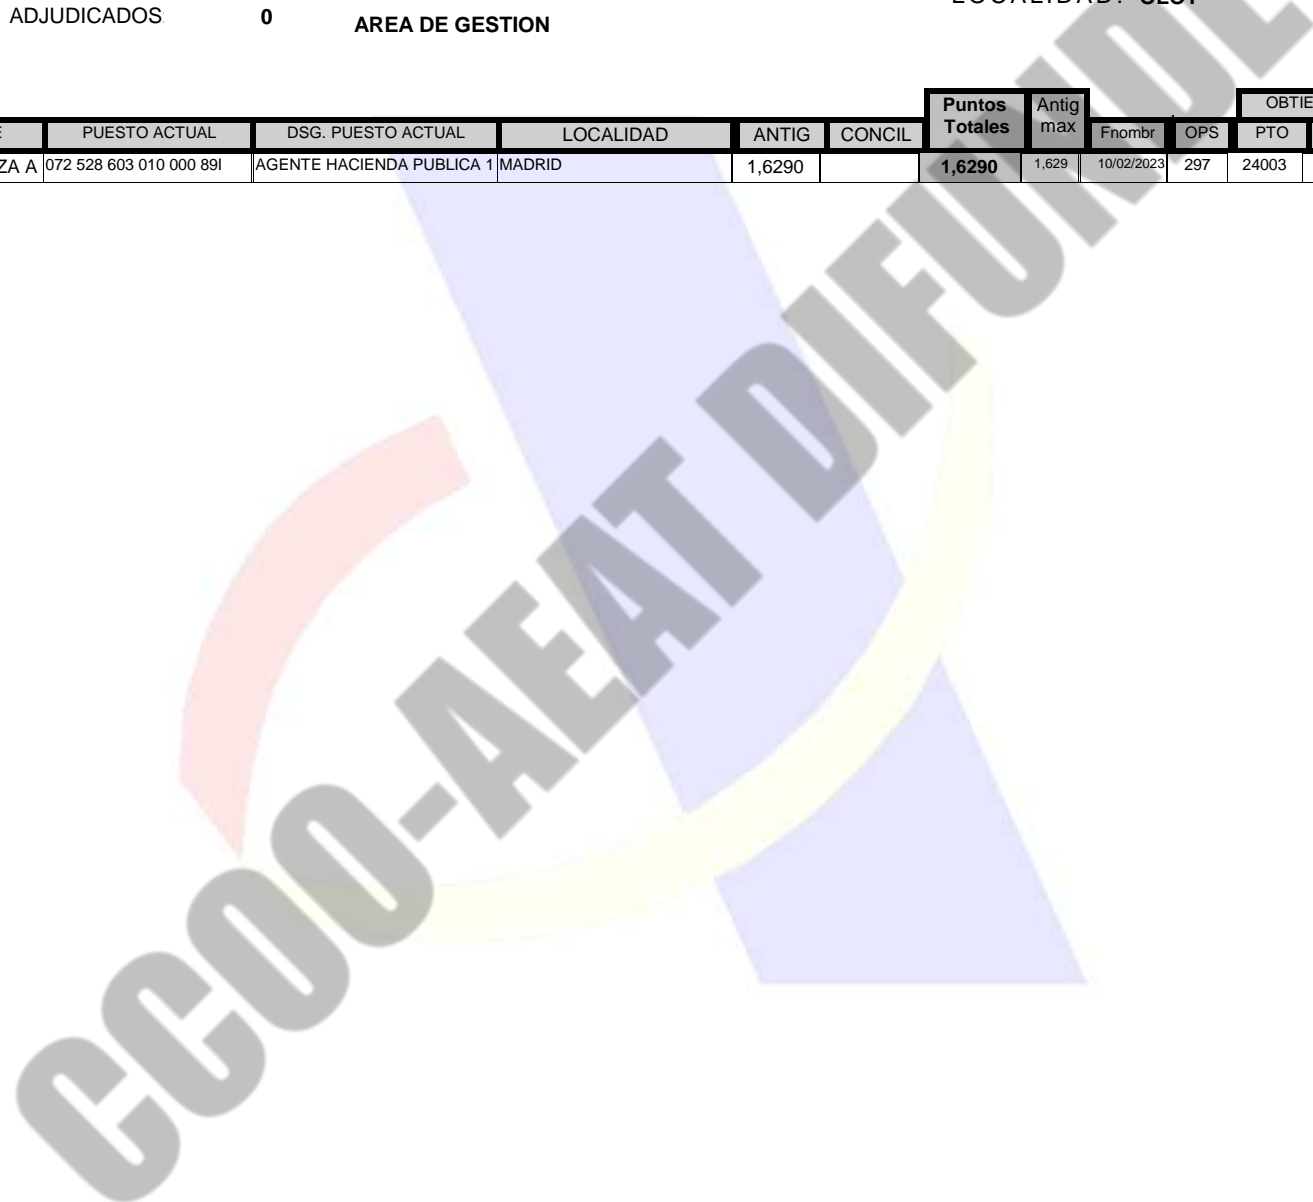 ADJUDICADOS: 0 AREA DE GESTION
Puntos Totales Antig max OBTIE
PUESTO ACTUAL DSG. PUESTO ACTUAL LOCALIDAD ANTIG CONCIL Fnombr OPS PTO
ZA A 072 528 603 010 000 89I AGENTE HACIENDA PUBLICA 1 MADRID 1,6290 1,6290 1,629 10/02/2023 297 24003
CCOO-AEAT DIFUNDE